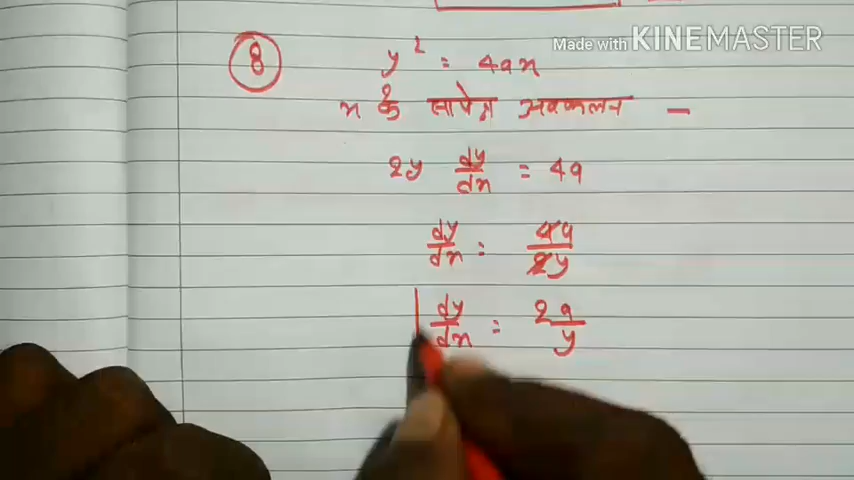 Made with KINEMASTER
8 y² = 4ax
x के सापेक्ष अवकलन –
2y dy/dx = 4a
dy/dx = 4a/2y
dy/dx = 2a/y